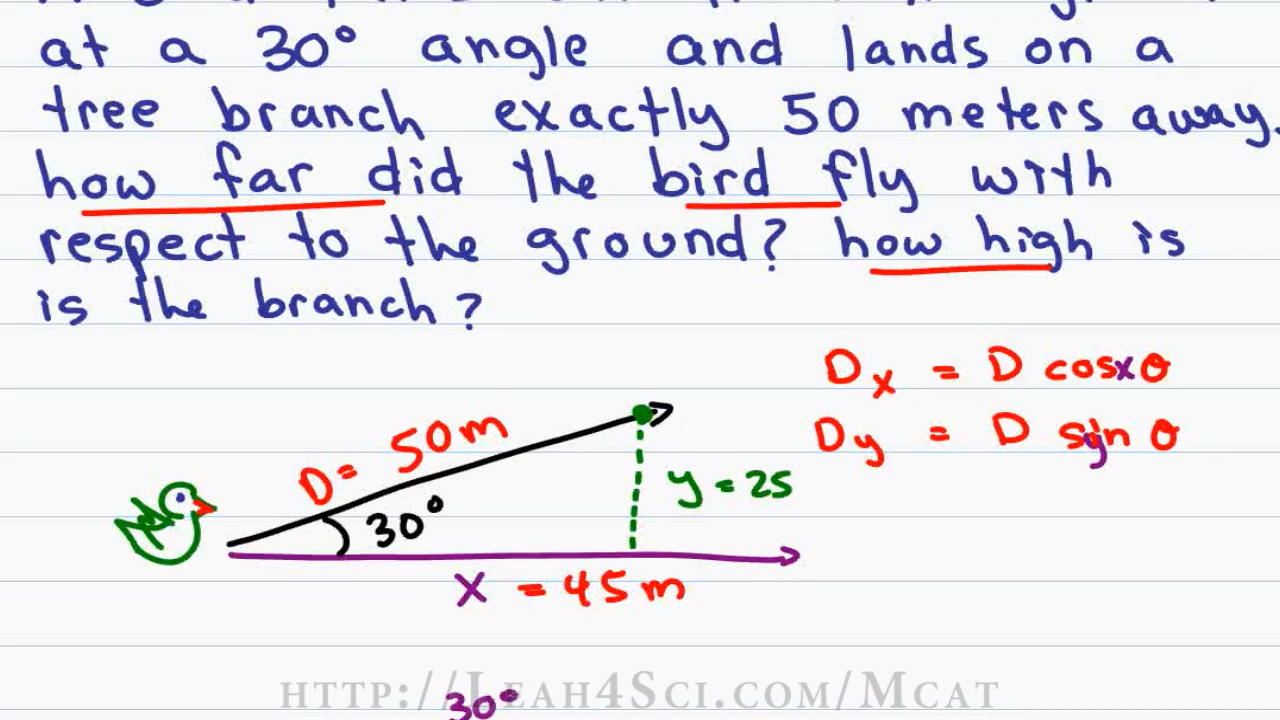 at a 30° angle and lands on a
tree branch exactly 50 meters away.
how far did the bird fly with
respect to the ground? how high is
is the branch?
Dx = D cosxθ
Dy = D sin θ
y
D = 50m
y = 25
30°
x = 45m
HTTP://LEAH4SCI.COM/MCAT
30°